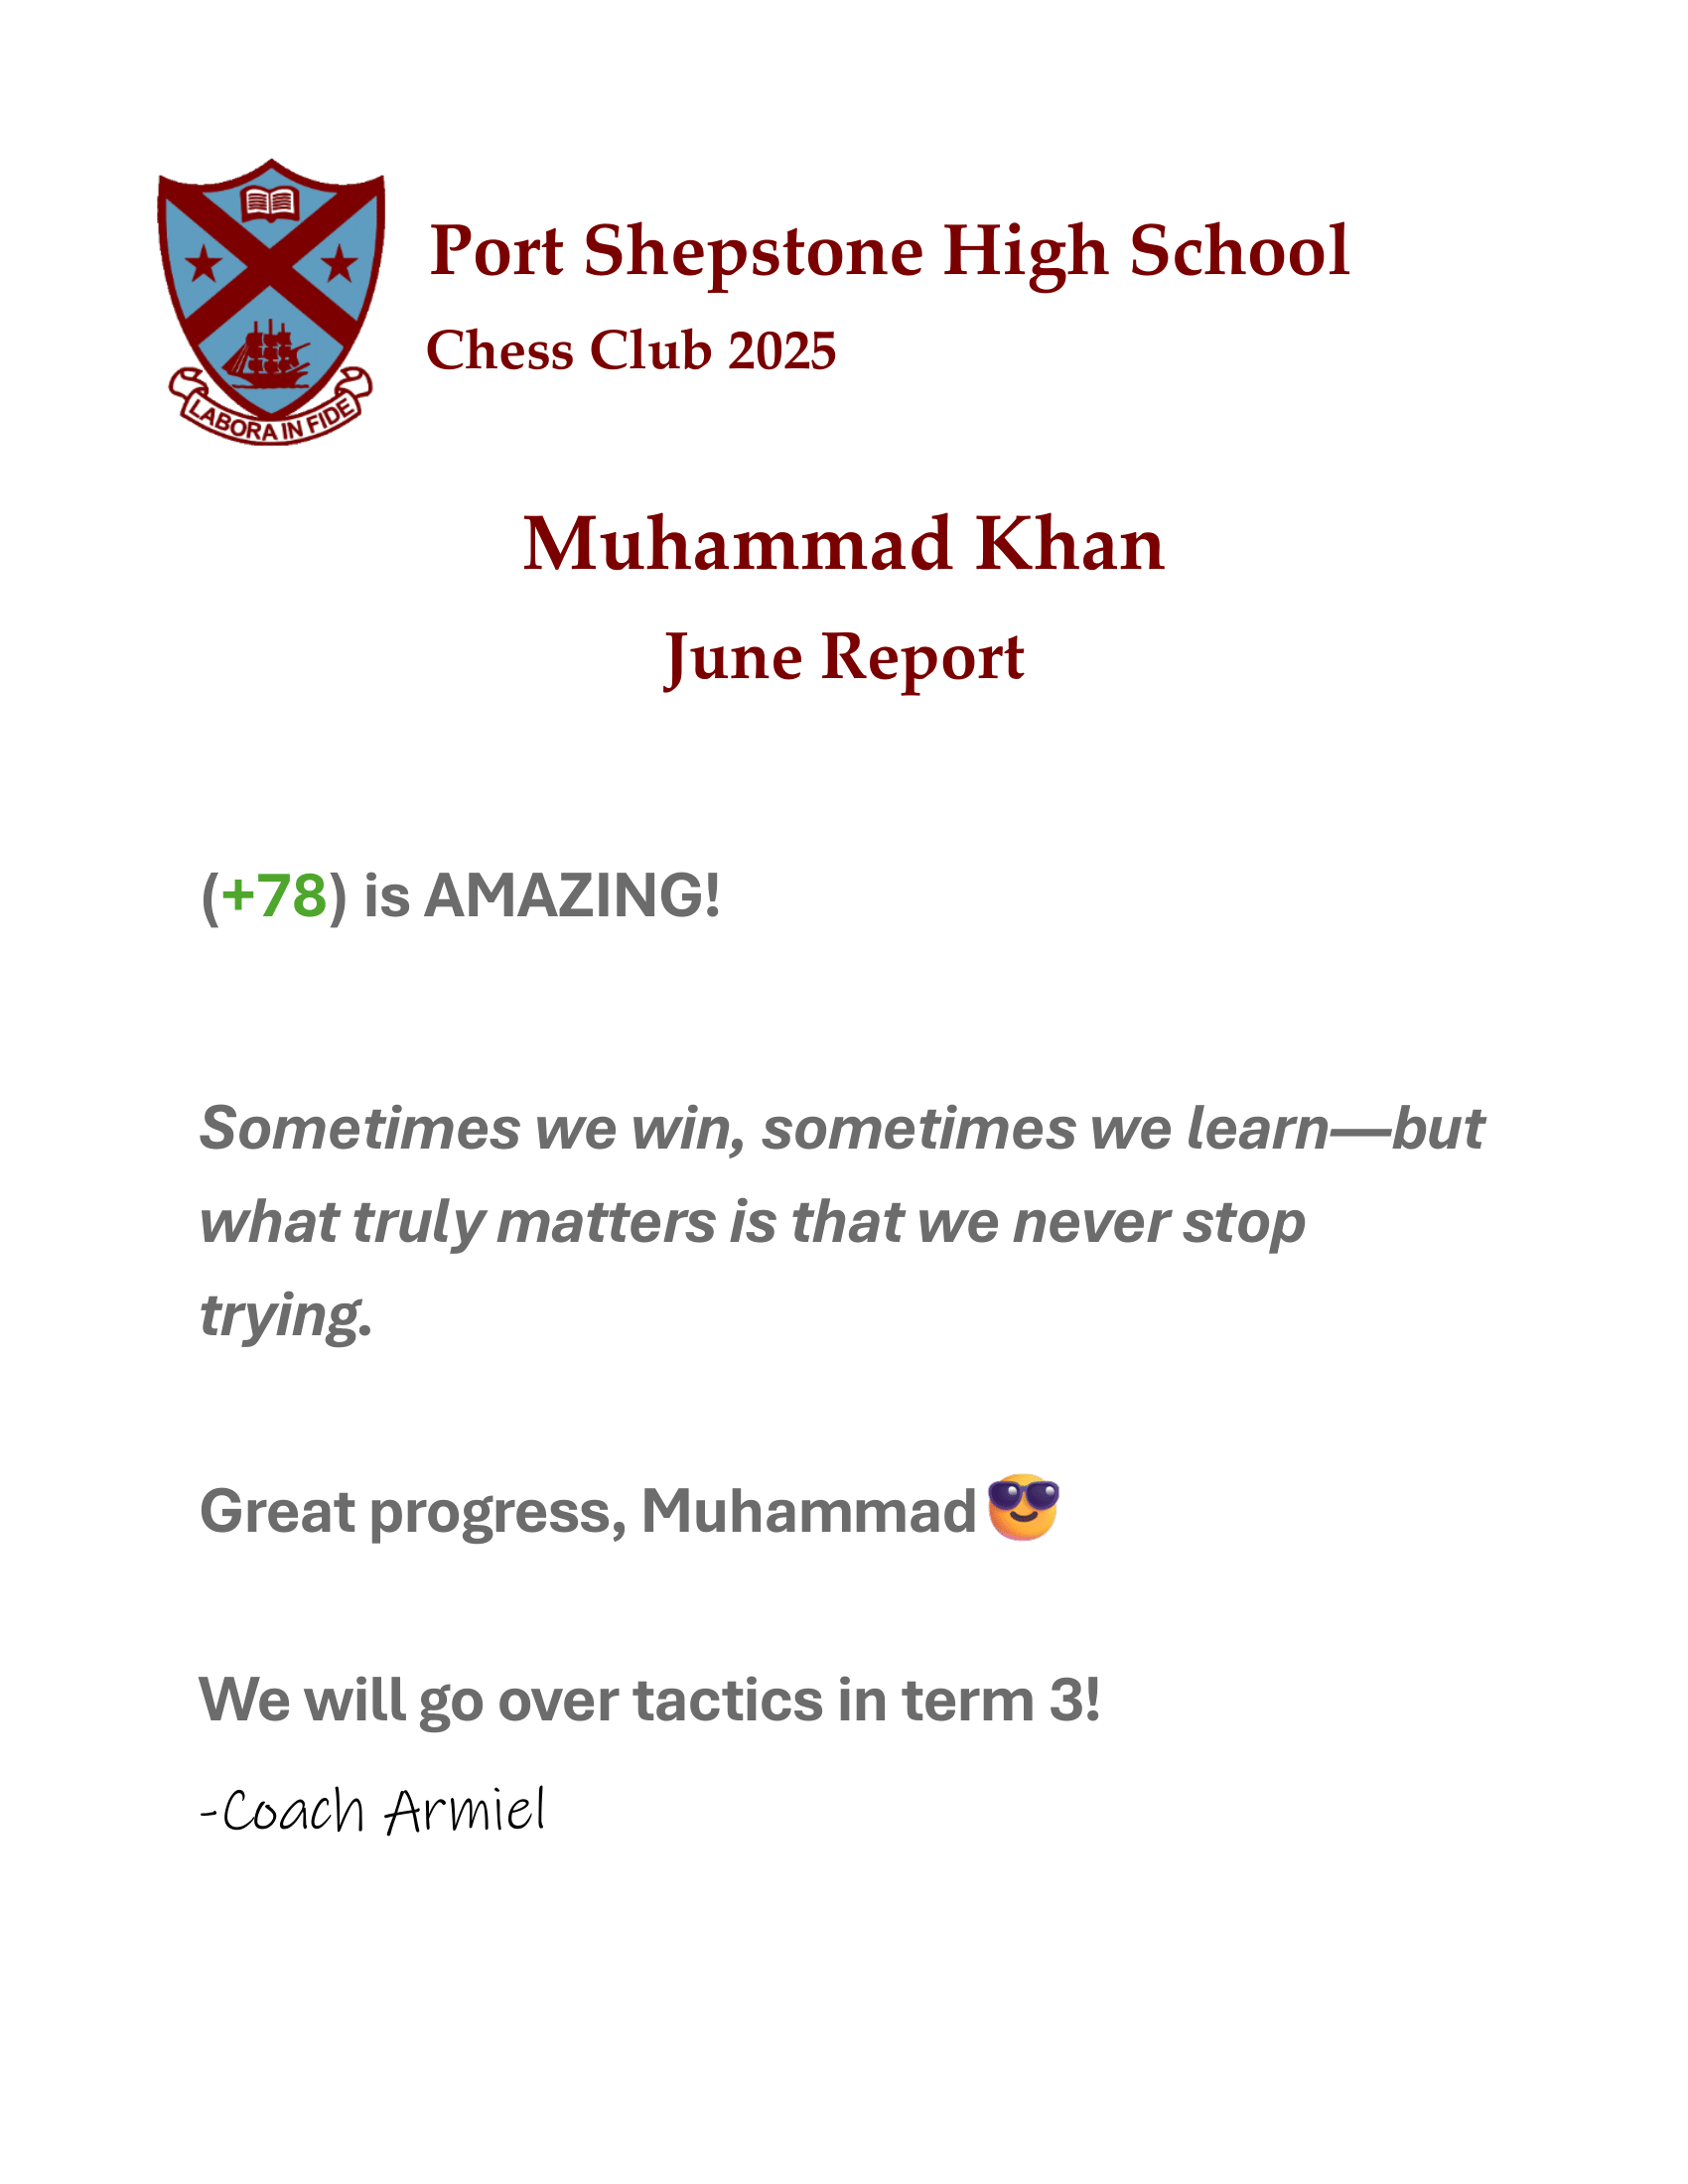 LABORA IN FIDE
Port Shepstone High School
Chess Club 2025
Muhammad Khan
June Report
(+78) is AMAZING!
Sometimes we win, sometimes we learn—but
what truly matters is that we never stop
trying.
Great progress, Muhammad 😎
We will go over tactics in term 3!
-Coach Armiel